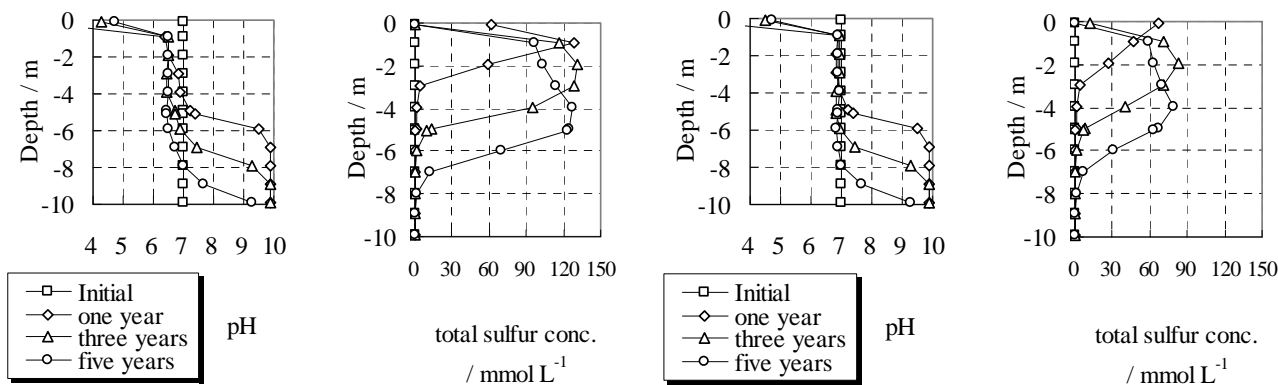 Depth / m
0
-2
-4
-6
-8
-10
4 5 6 7 8 9 10
pH
Initial
one year
three years
five years
Depth / m
0
-2
-4
-6
-8
-10
0 30 60 90 120 150
total sulfur conc.
/ mmol L-1
Depth / m
0
-2
-4
-6
-8
-10
4 5 6 7 8 9 10
pH
Initial
one year
three years
five years
Depth / m
0
-2
-4
-6
-8
-10
0 30 60 90 120 150
total sulfur conc.
/ mmol L-1